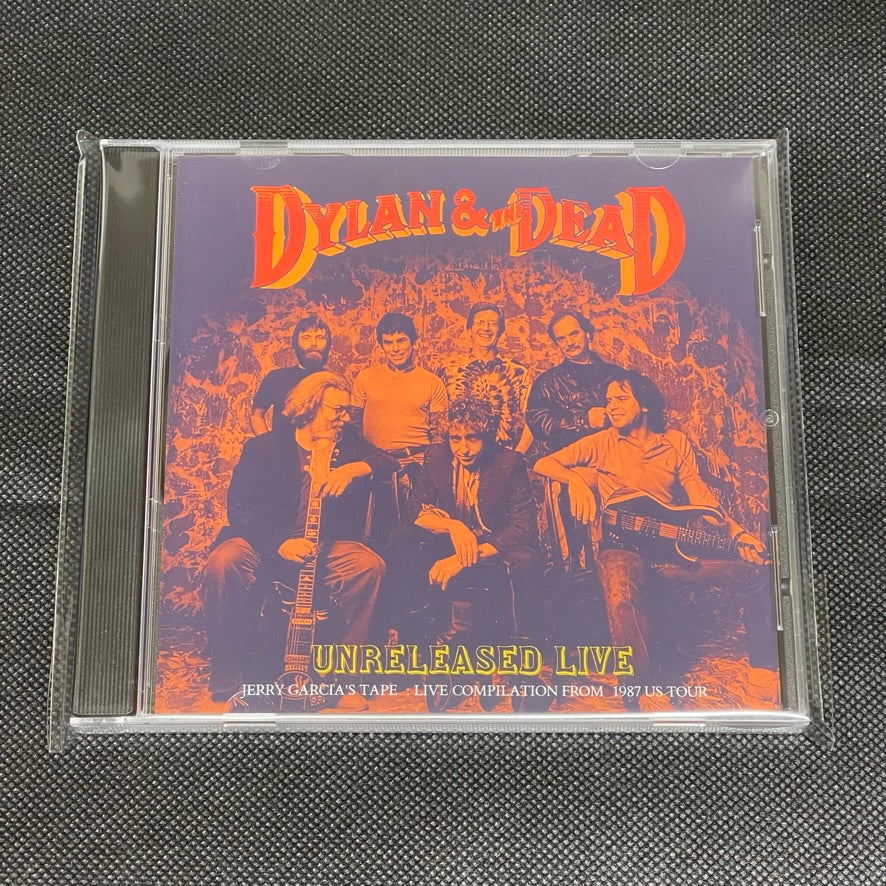 DYLAN & THE DEAD
UNRELEASED LIVE
JERRY GARCIA'S TAPE : LIVE COMPILATION FROM 1987 US TOUR